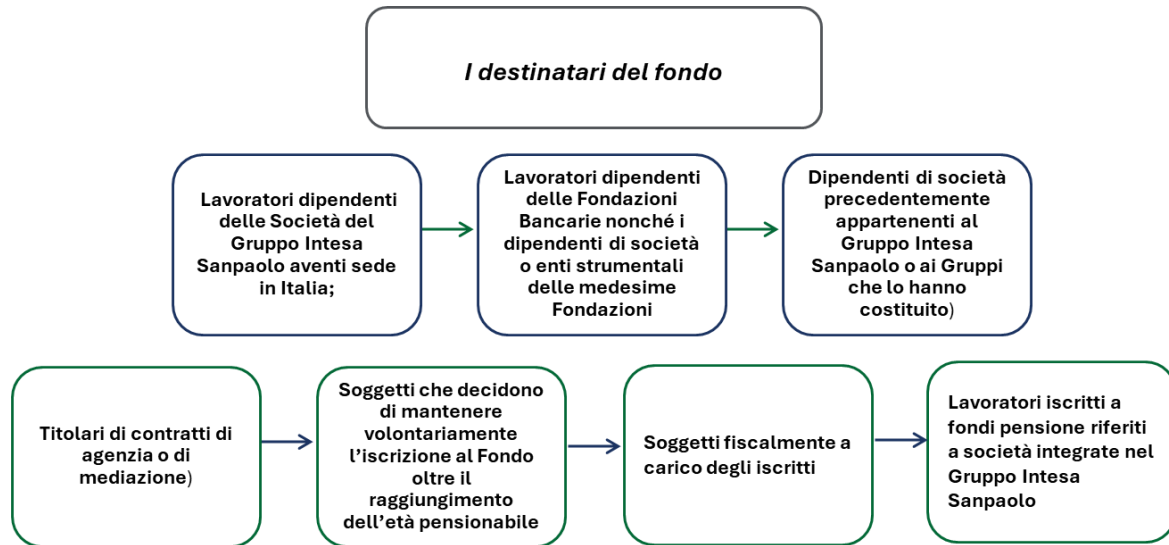 I destinatari del fondo
Lavoratori dipendenti
delle Società del
Gruppo Intesa
Sanpaolo aventi sede
in Italia;
Lavoratori dipendenti
delle Fondazioni
Bancarie nonché i
dipendenti di società
o enti strumentali
delle medesime
Fondazioni
Dipendenti di società
precedentemente
appartenenti al
Gruppo Intesa
Sanpaolo o ai Gruppi
che lo hanno
costituito)
Titolari di contratti di
agenzia o di
mediazione)
Soggetti che decidono
di mantenere
volontariamente
l'iscrizione al Fondo
oltre il
raggiungimento
dell'età pensionabile
Soggetti fiscalmente a
carico degli iscritti
Lavoratori iscritti a
fondi pensione riferiti
a società integrate nel
Gruppo Intesa
Sanpaolo